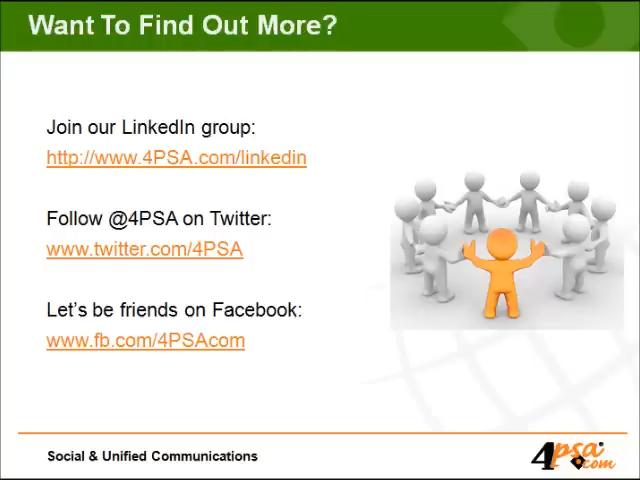 Want To Find Out More?
Join our LinkedIn group:
http://www.4PSA.com/linkedin
Follow @4PSA on Twitter:
www.twitter.com/4PSA
Let's be friends on Facebook:
www.fb.com/4PSAcom
Social & Unified Communications
4psa.com